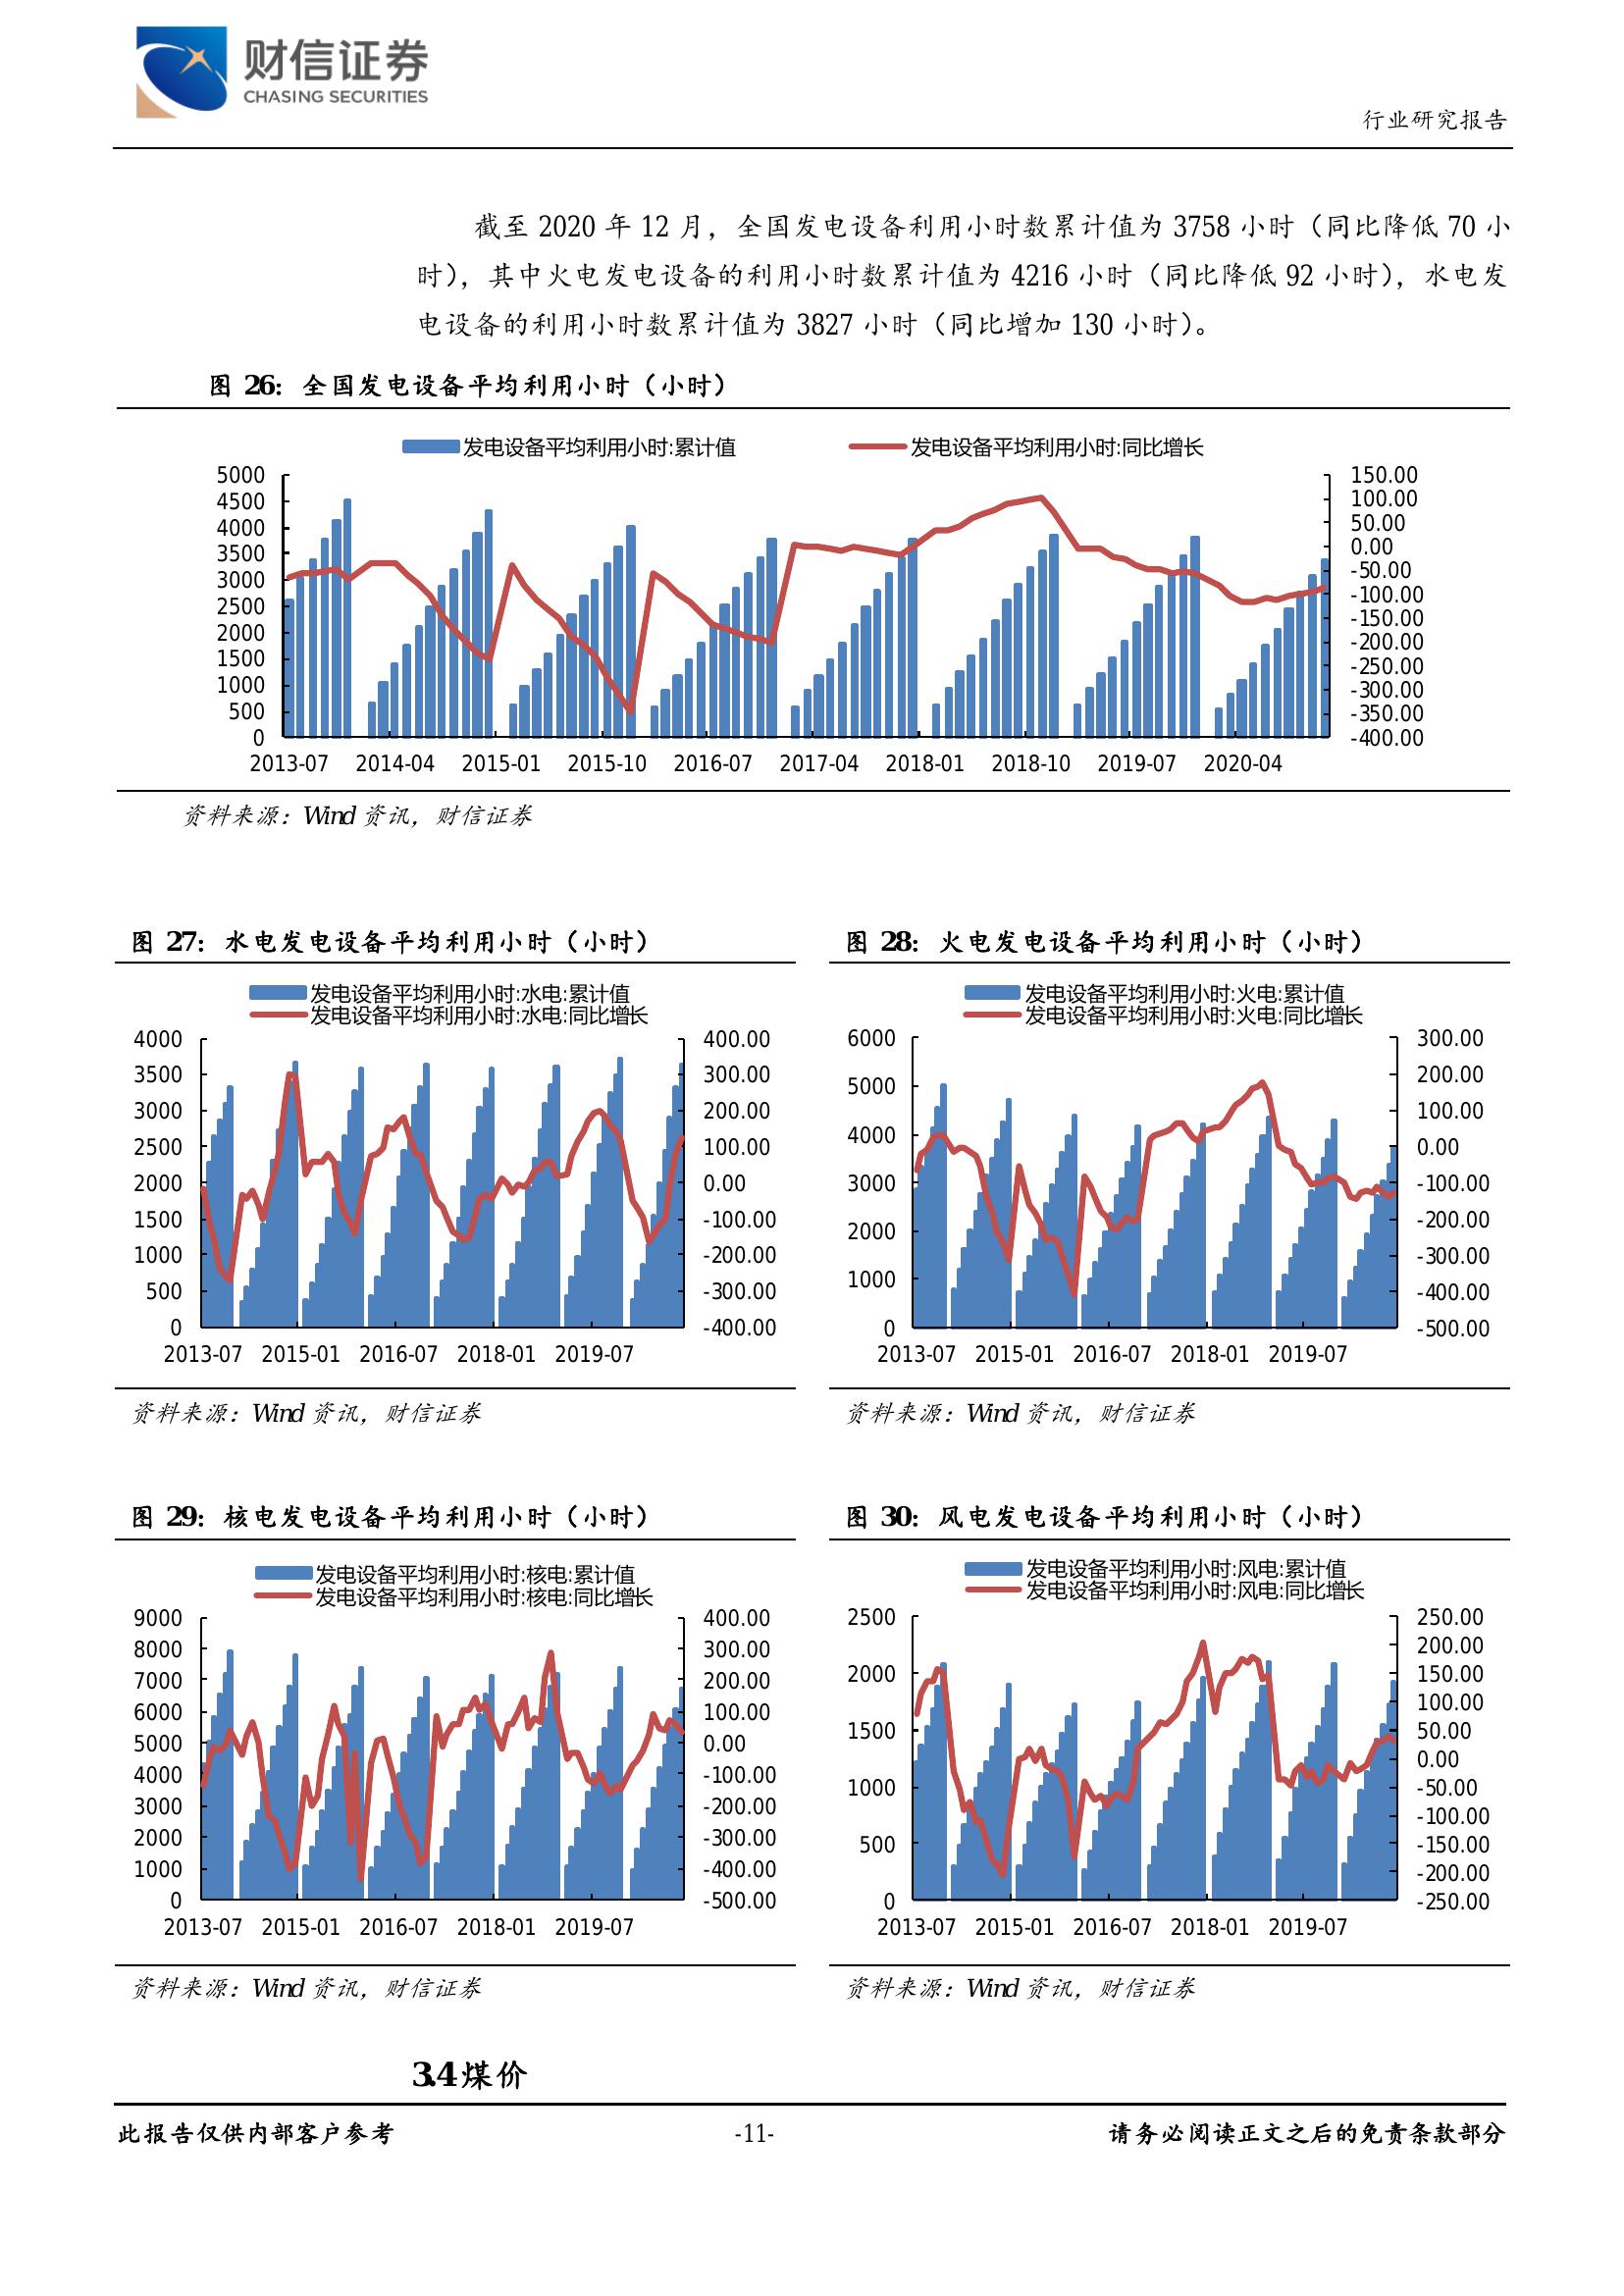 财信证券
CHASING SECURITIES
行业研究报告
截至 2020 年 12 月，全国发电设备利用小时数累计值为 3758 小时（同比降低 70 小
时），其中火电发电设备的利用小时数累计值为 4216 小时（同比降低 92 小时），水电发
电设备的利用小时数累计值为 3827 小时（同比增加 130 小时）。
图 26：全国发电设备平均利用小时（小时）
发电设备平均利用小时:累计值 发电设备平均利用小时:同比增长
5000 150.00
4500 100.00
4000 50.00
3500 0.00
3000 -50.00
2500 -100.00
2000 -150.00
1500 -200.00
1000 -250.00
500 -300.00
0 -350.00
-400.00
2013-07 2014-04 2015-01 2015-10 2016-07 2017-04 2018-01 2018-10 2019-07 2020-04
资料来源：Wind 资讯，财信证券
图 27：水电发电设备平均利用小时（小时）
发电设备平均利用小时:水电:累计值
发电设备平均利用小时:水电:同比增长
4000 400.00
3500 300.00
3000 200.00
2500 100.00
2000 0.00
1500 -100.00
1000 -200.00
500 -300.00
0 -400.00
2013-07 2015-01 2016-07 2018-01 2019-07
资料来源：Wind 资讯，财信证券
图 28：火电发电设备平均利用小时（小时）
发电设备平均利用小时:火电:累计值
发电设备平均利用小时:火电:同比增长
6000 300.00
5000 200.00
4000 100.00
3000 0.00
2000 -100.00
1000 -200.00
0 -300.00
-400.00
-500.00
2013-07 2015-01 2016-07 2018-01 2019-07
资料来源：Wind 资讯，财信证券
图 29：核电发电设备平均利用小时（小时）
发电设备平均利用小时:核电:累计值
发电设备平均利用小时:核电:同比增长
9000 400.00
8000 300.00
7000 200.00
6000 100.00
5000 0.00
4000 -100.00
3000 -200.00
2000 -300.00
1000 -400.00
0 -500.00
2013-07 2015-01 2016-07 2018-01 2019-07
资料来源：Wind 资讯，财信证券
图 30：风电发电设备平均利用小时（小时）
发电设备平均利用小时:风电:累计值
发电设备平均利用小时:风电:同比增长
2500 250.00
2000 200.00
1500 150.00
1000 100.00
500 50.00
0 0.00
-50.00
-100.00
-150.00
-200.00
-250.00
2013-07 2015-01 2016-07 2018-01 2019-07
资料来源：Wind 资讯，财信证券
3.4 煤价
此报告仅供内部客户参考 -11- 请务必阅读正文之后的免责条款部分